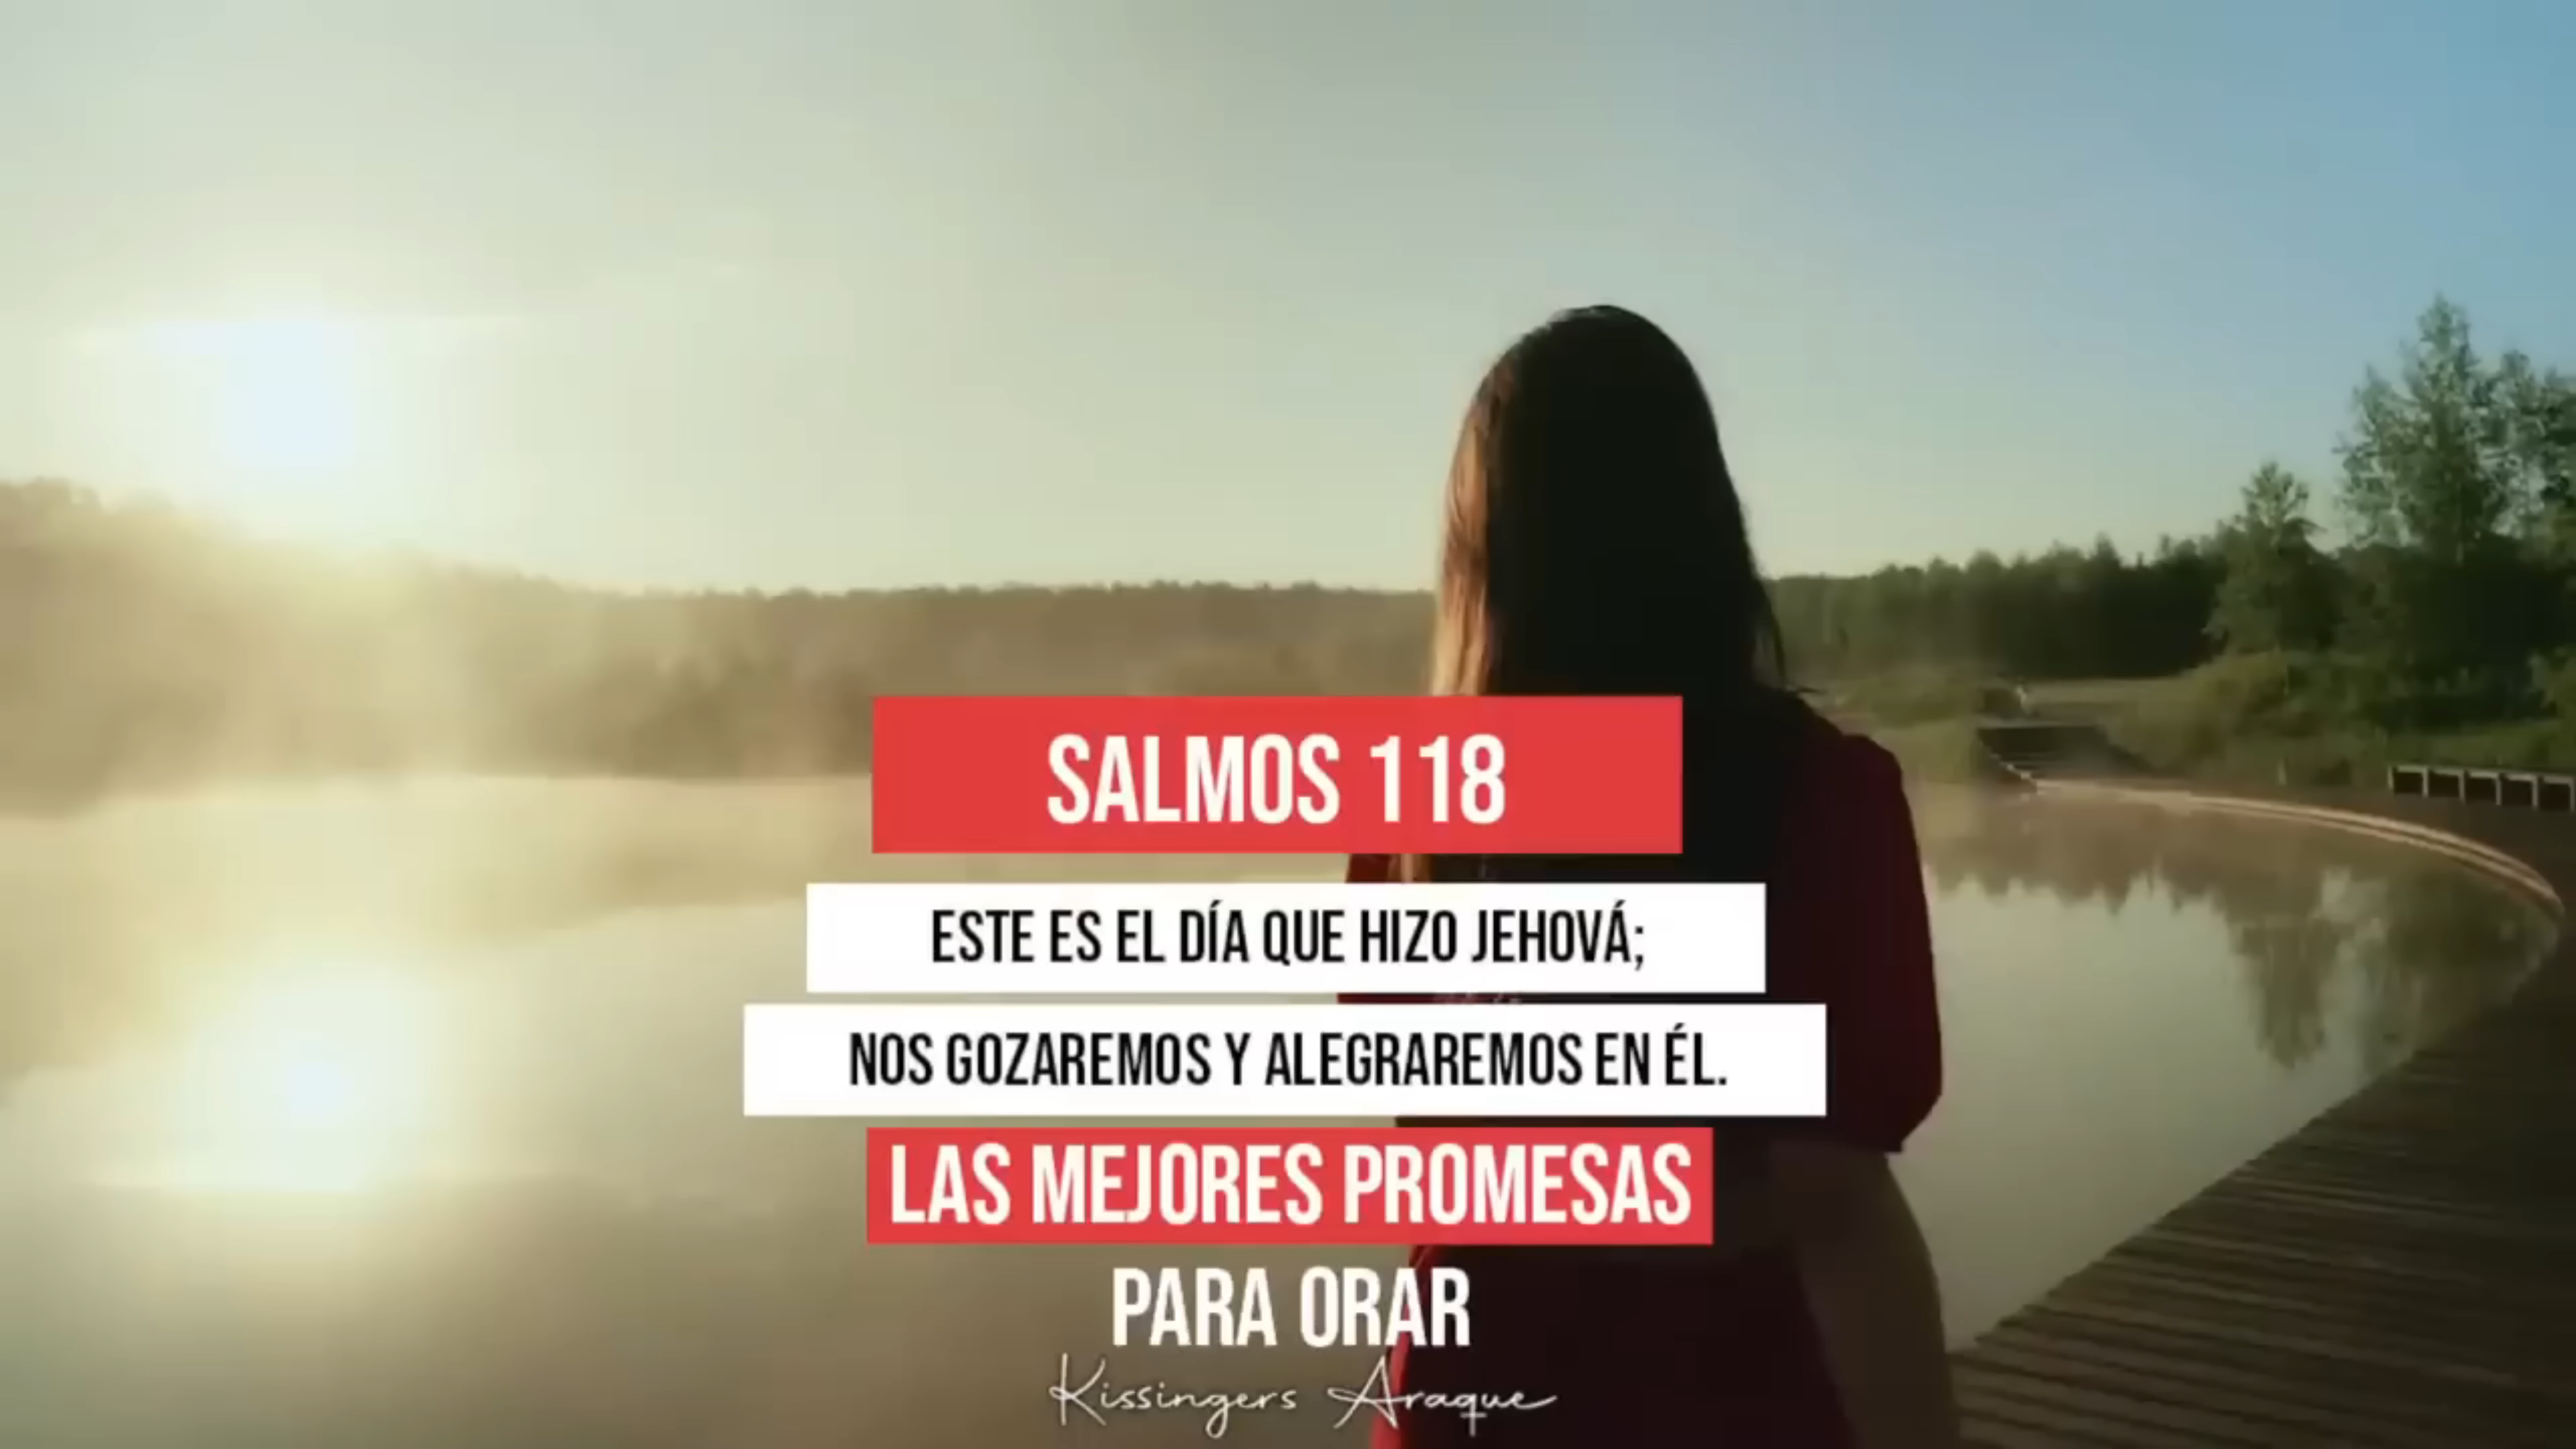 SALMOS 118
ESTE ES EL DÍA QUE HIZO JEHOVÁ;
NOS GOZAREMOS Y ALEGRAREMOS EN ÉL.
LAS MEJORES PROMESAS
PARA ORAR
Kissingers Araque